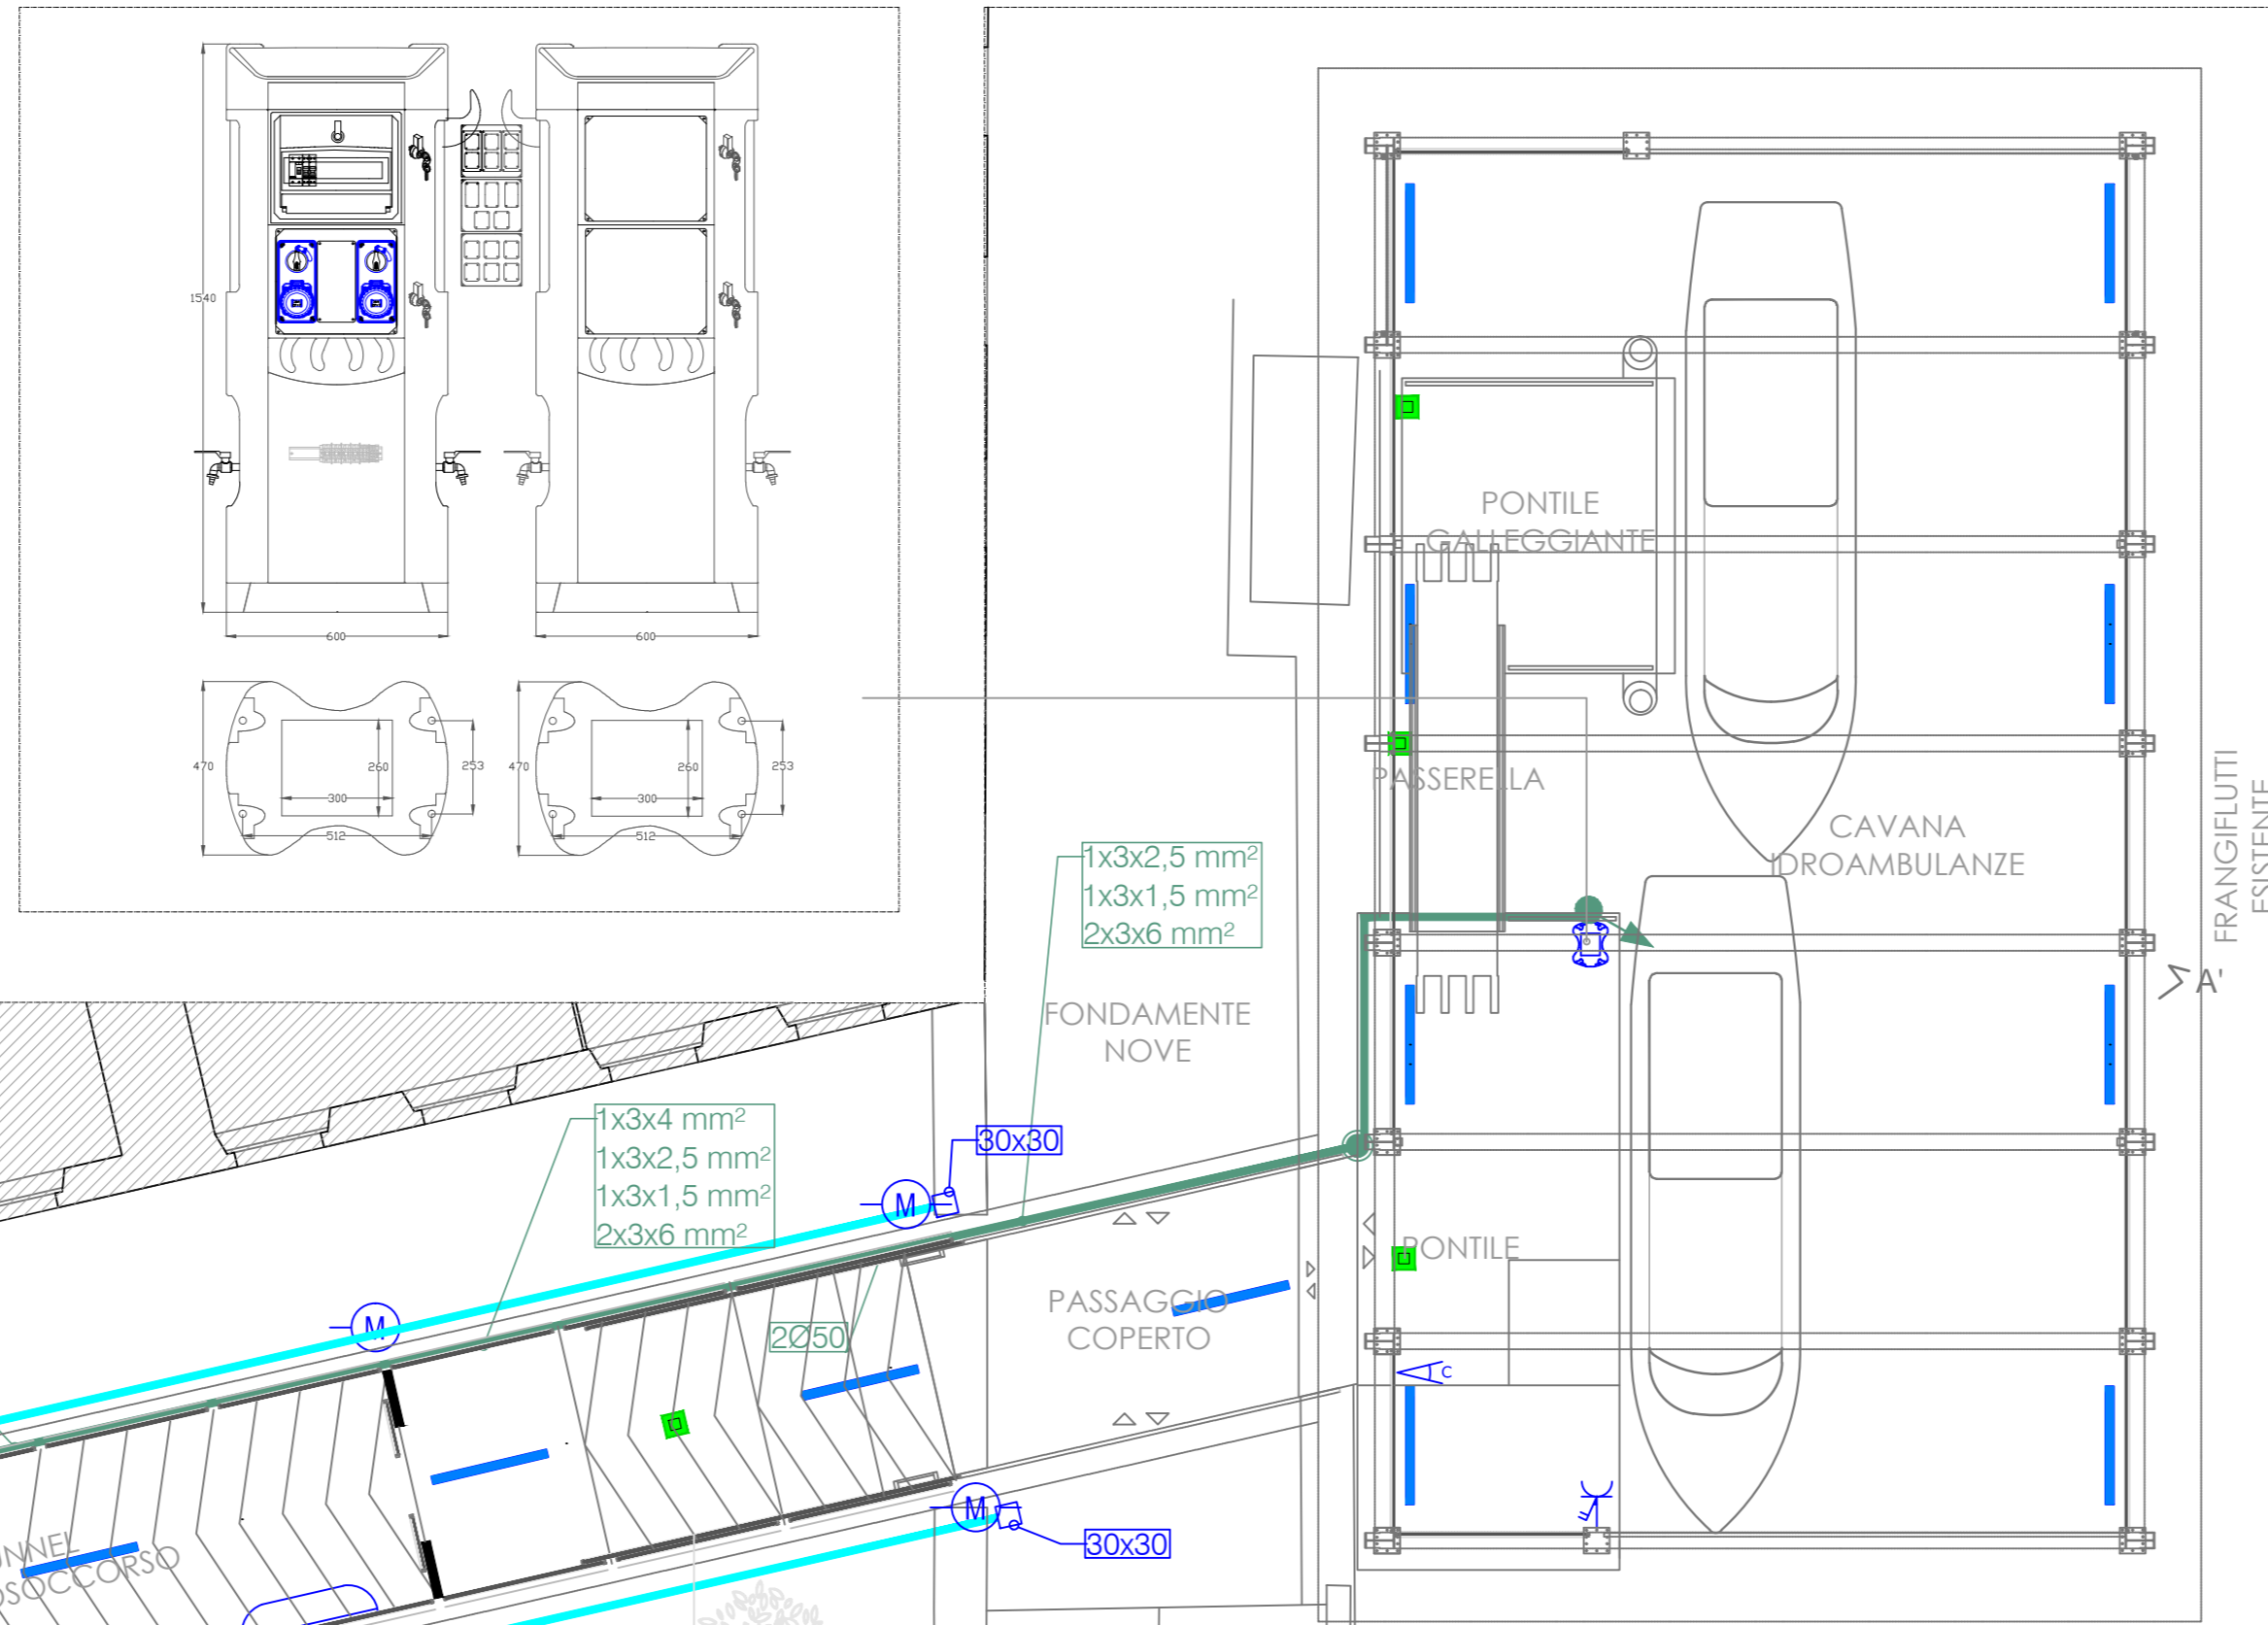 1540
600
600
470
260
253
300
512
470
260
253
300
512
PONTILE
GALLEGGIANTE
PASSERELLA
CAVANA
IDROAMBULANZE
FRANGIFLUTTI
ESISTENTE
A'
1x3x2,5 mm²
1x3x1,5 mm²
2x3x6 mm²
FONDAMENTE
NOVE
1x3x4 mm²
1x3x2,5 mm²
1x3x1,5 mm²
2x3x6 mm²
30x30
M
M
2Ø50
PASSAGGIO
COPERTO
PONTILE
C
M
30x30